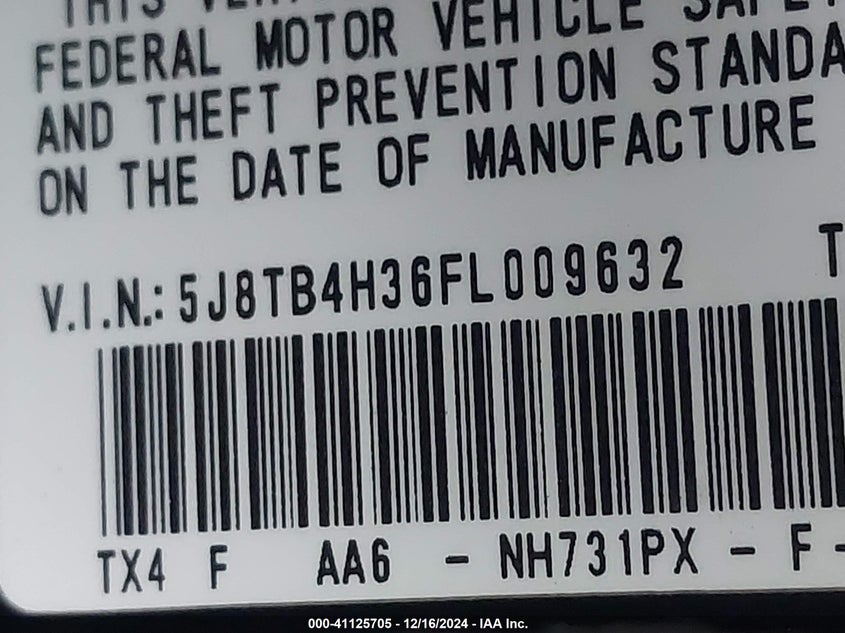 THIS
FEDERAL MOTOR VEHICLE
AND THEFT PREVENTION
ON THE DATE OF MANUFACTURE
V.I.N.: 5J8TB4H36FL009632 T
TX4 F AA6 - NH731PX - F -
000-41125705 - 12/16/2024 - IAA Inc.